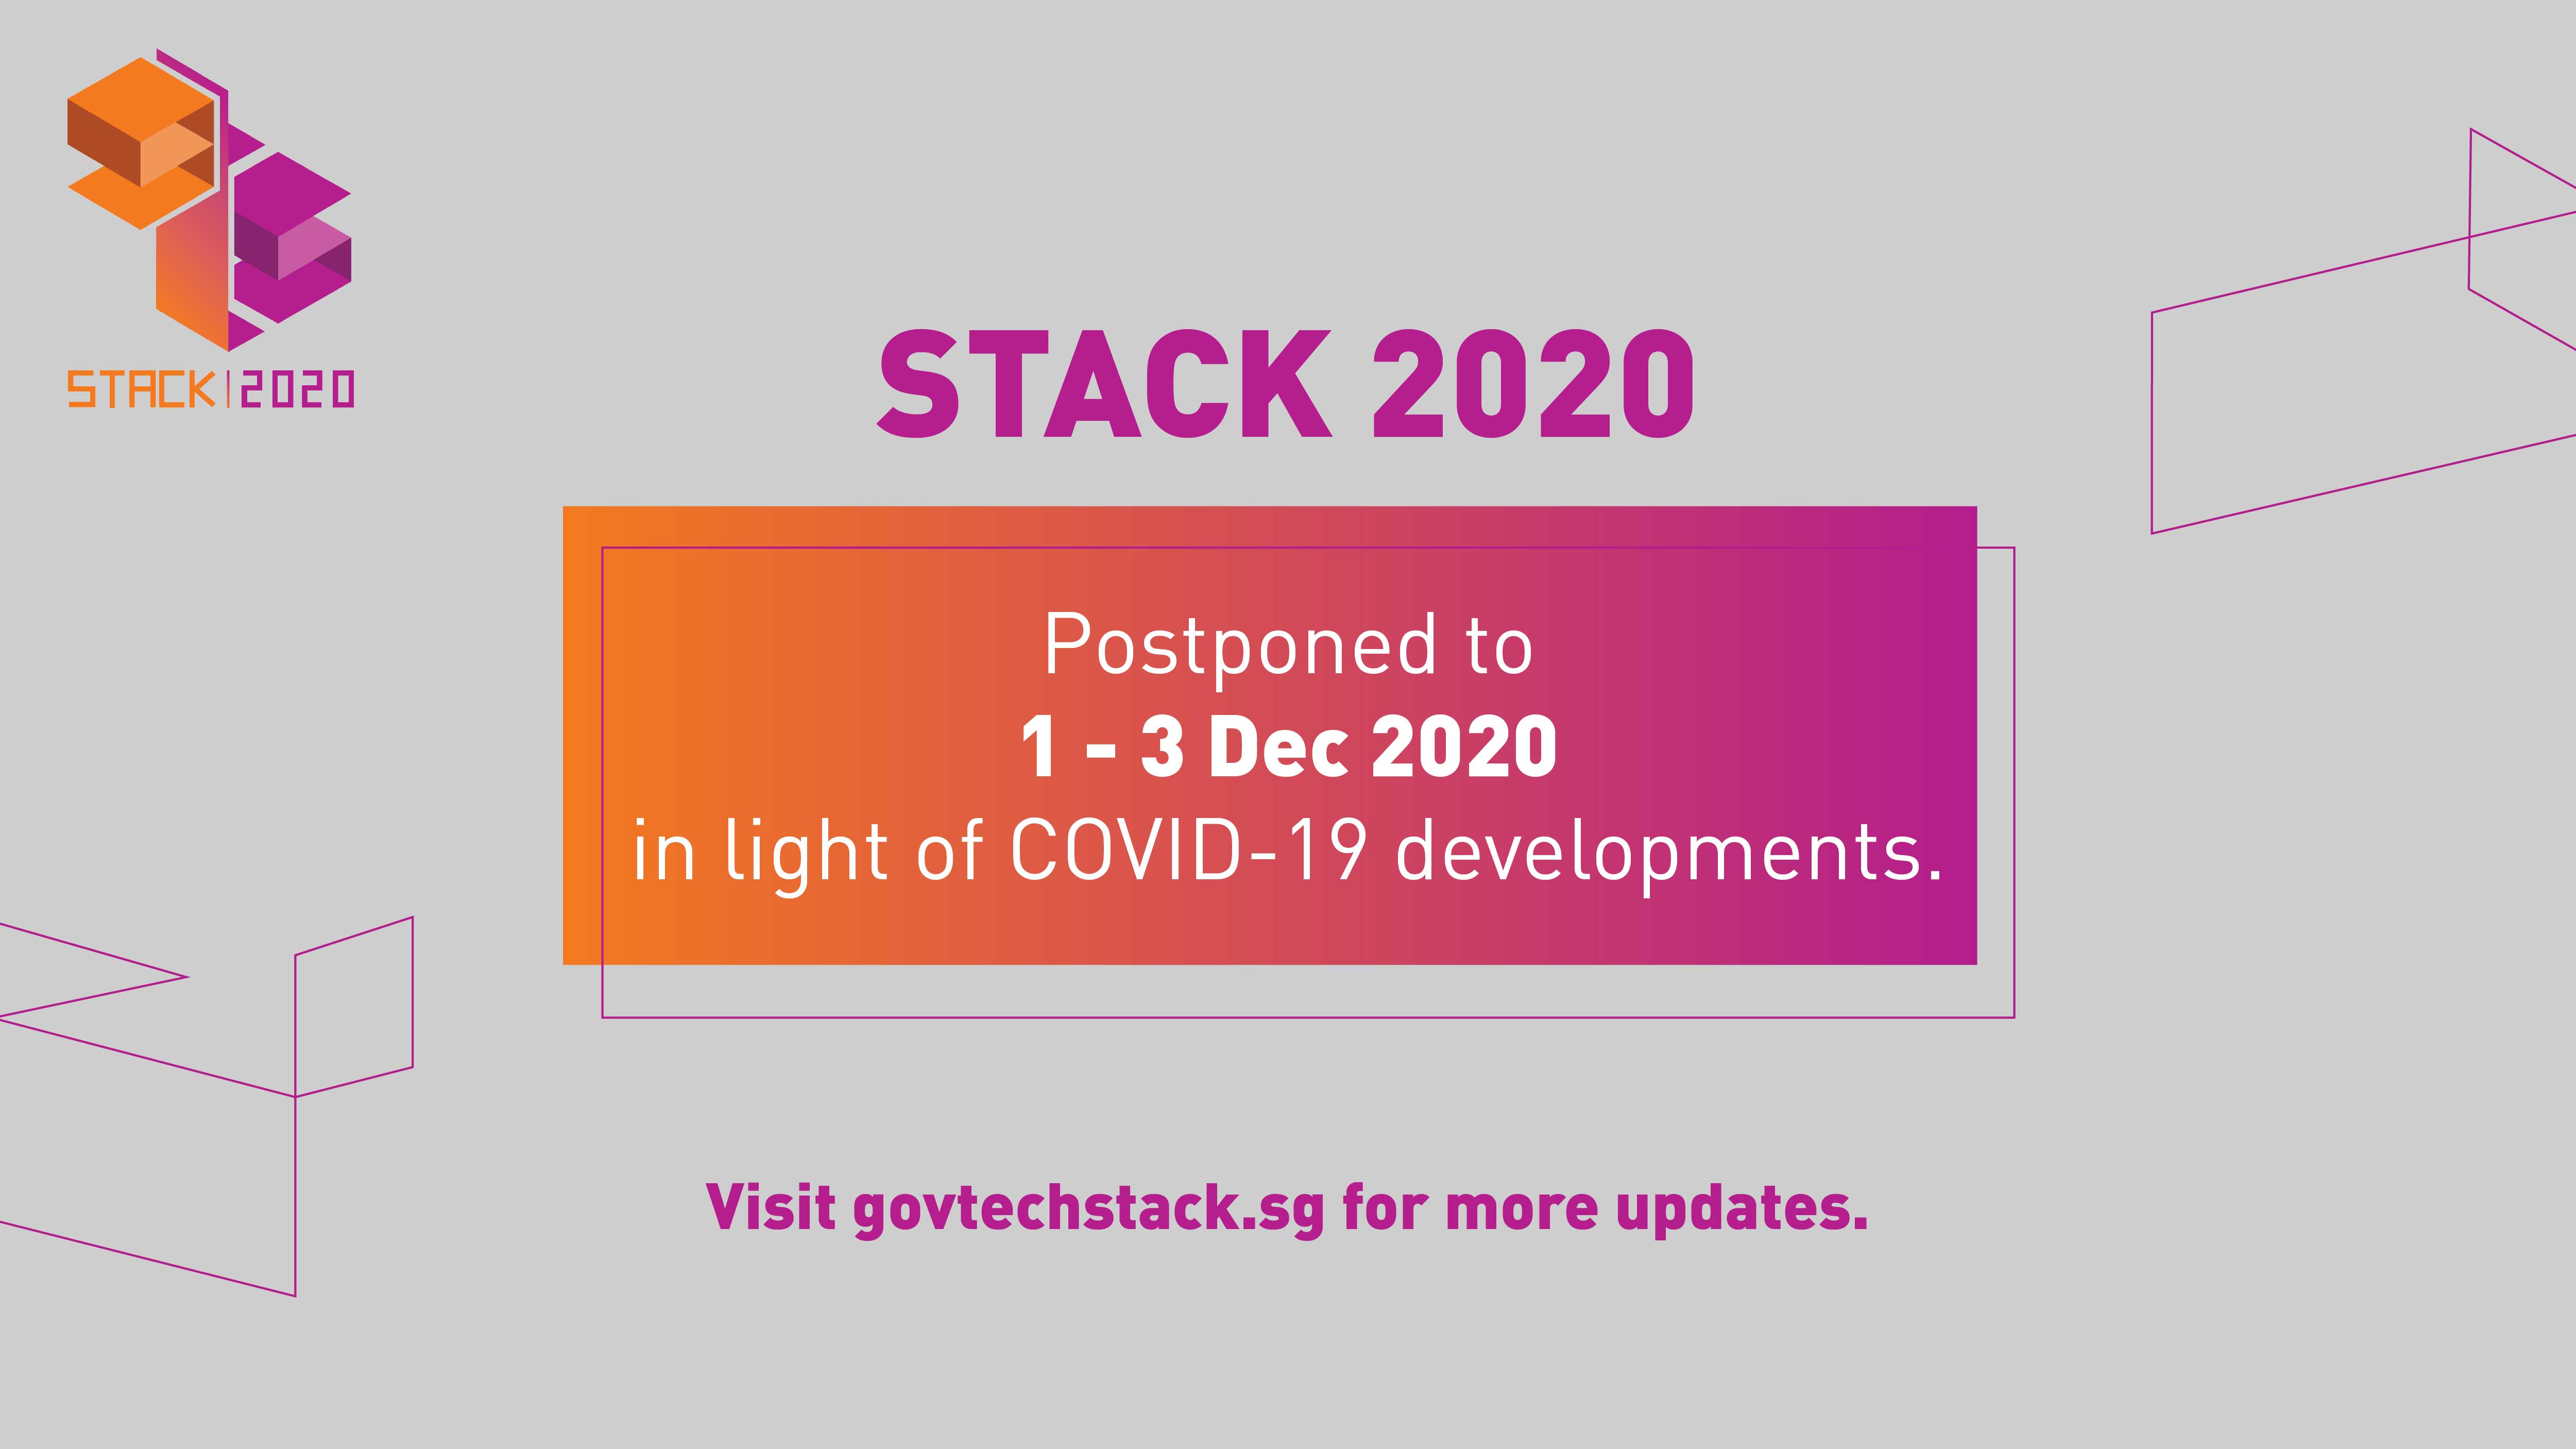 STACK|2020
STACK 2020
Postponed to
1 - 3 Dec 2020
in light of COVID-19 developments.
Visit govtechstack.sg for more updates.